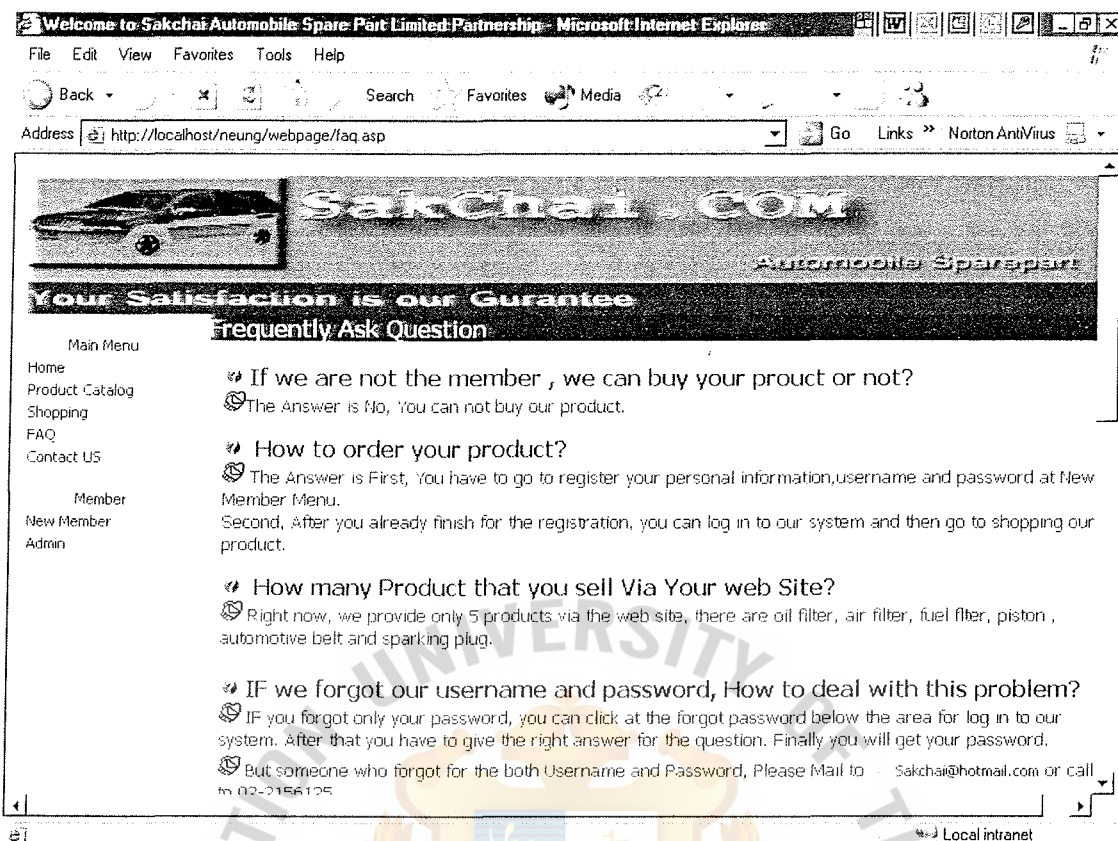 Welcome to Sakchai Automobile Spare Part Limited Partnership - Microsoft Internet Explorer
File Edit View Favorites Tools Help
Back Search Favorites Media
Address http://localhost/neung/webpage/faq.asp Go Links » Norton AntiVirus
SakChai.COM
Automobile Sparepart
Your Satisfaction is our Gurantee
Frequently Ask Question
Main Menu
Home
Product Catalog
Shopping
FAQ
Contact US
Member
New Member
Admin
If we are not the member , we can buy your prouct or not?
The Answer is No, You can not buy our product.
How to order your product?
The Answer is First, You have to go to register your personal information,username and password at New
Member Menu.
Second, After you already finish for the registration, you can log in to our system and then go to shopping our
product.
How many Product that you sell Via Your web Site?
Right now, we provide only 5 products via the web site, there are oil filter, air filter, fuel flter, piston ,
automotive belt and sparking plug.
IF we forgot our username and password, How to deal with this problem?
IF you forgot only your password, you can click at the forgot password below the area for log in to our
system. After that you have to give the right answer for the question. Finally you will get your password.
But someone who forgot for the both Username and Password, Please Mail to Sakchai@hotmail.com or call
to 02-2156125
Local intranet
UNIVERSITY OF